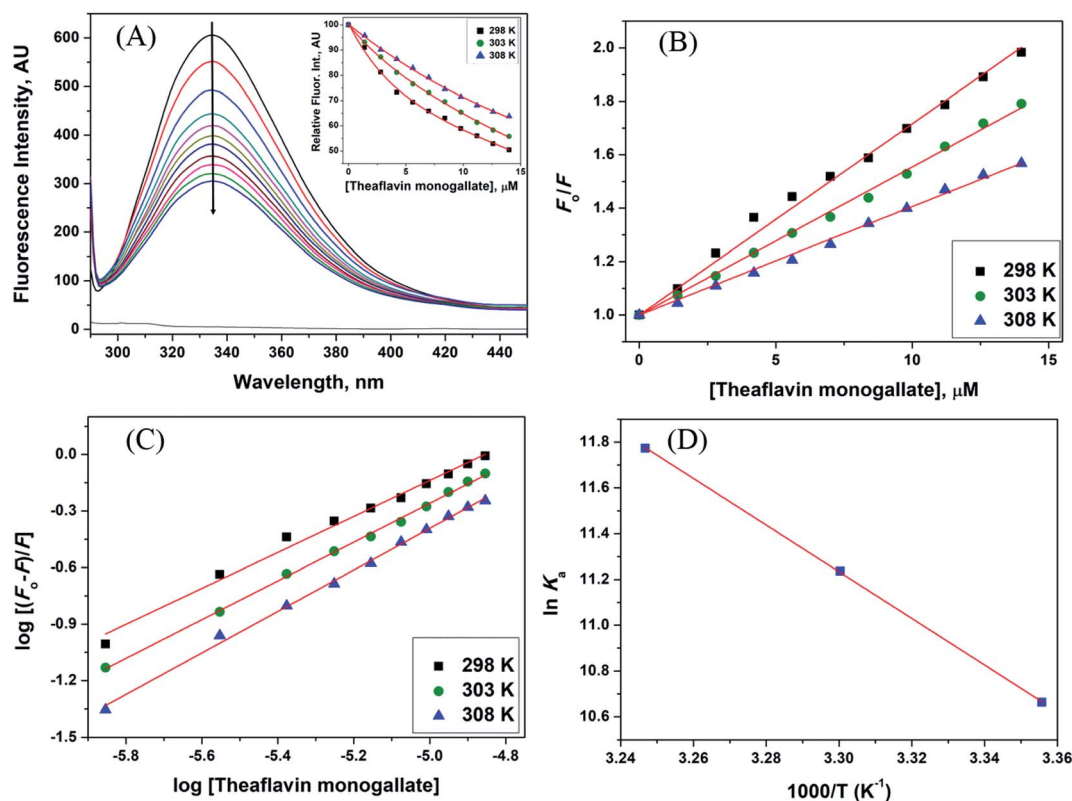 (A)
Fluorescence Intensity, AU
600
500
400
300
200
100
0
300 320 340 360 380 400 420 440
Wavelength, nm
Relative Fluor. Int., AU
100
90
80
70
60
50
0 5 10 15
[Theaflavin monogallate], μM
298 K
303 K
308 K
(B)
Fo/F
2.0
1.8
1.6
1.4
1.2
1.0
0 5 10 15
[Theaflavin monogallate], μM
298 K
303 K
308 K
(C)
log [(Fo-F)/F]
0.0
-0.3
-0.6
-0.9
-1.2
-1.5
-5.8 -5.6 -5.4 -5.2 -5.0 -4.8
log [Theaflavin monogallate]
298 K
303 K
308 K
(D)
ln Ka
11.8
11.6
11.4
11.2
11.0
10.8
10.6
3.24 3.26 3.28 3.30 3.32 3.34 3.36
1000/T (K-1)